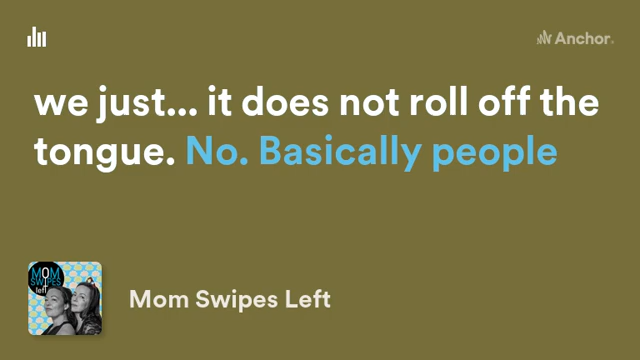 Anchor
we just... it does not roll off the
tongue. No. Basically people
MOM
SWIPES
left
Mom Swipes Left